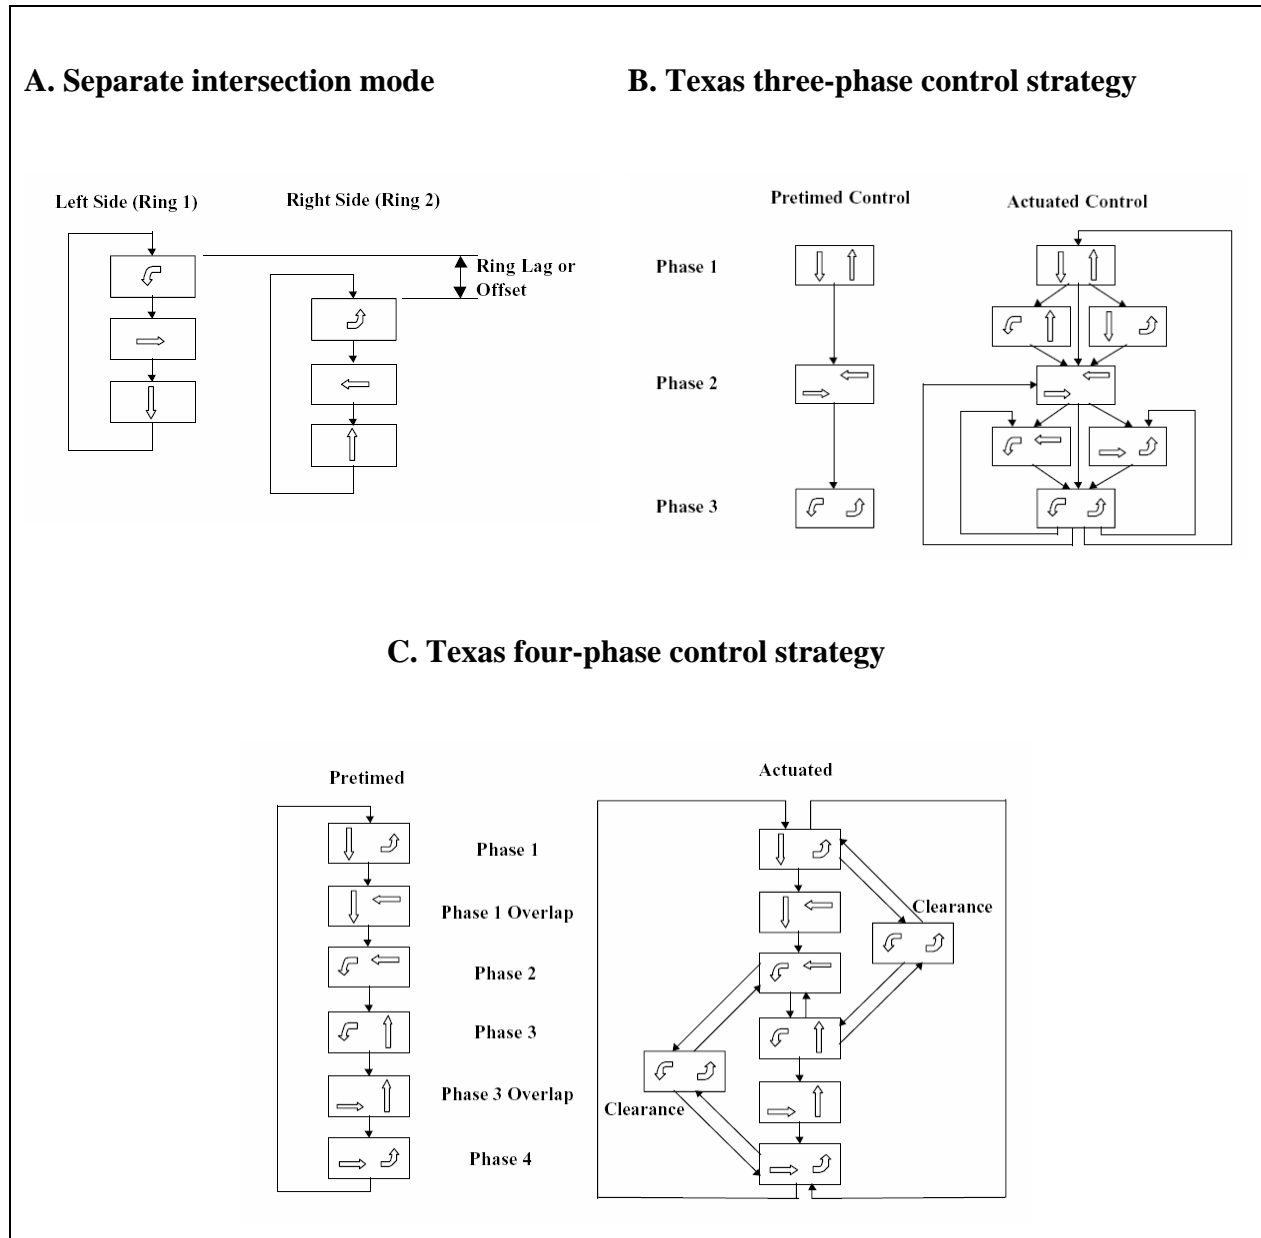 A. Separate intersection mode
B. Texas three-phase control strategy
Left Side (Ring 1)
Right Side (Ring 2)
Ring Lag or
Offset
Pretimed Control
Actuated Control
Phase 1
Phase 2
Phase 3
C. Texas four-phase control strategy
Pretimed
Actuated
Phase 1
Phase 1 Overlap
Phase 2
Phase 3
Phase 3 Overlap
Phase 4
Clearance
Clearance